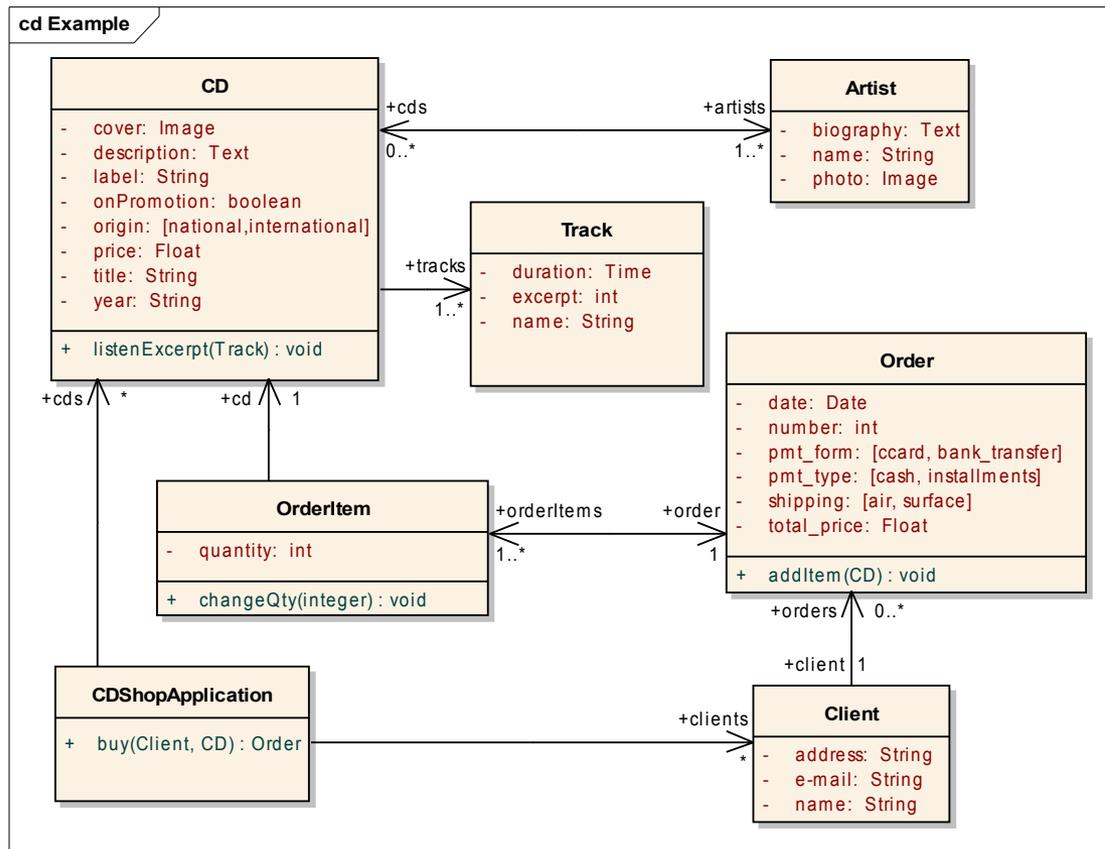 cd Example
CD
- cover: Image
- description: Text
- label: String
- onPromotion: boolean
- origin: [national,international]
- price: Float
- title: String
- year: String
+ listenExcerpt(Track) : void
+cds
0..*
+artists
1..*
Artist
- biography: Text
- name: String
- photo: Image
+tracks
1..*
Track
- duration: Time
- excerpt: int
- name: String
Order
- date: Date
- number: int
- pmt_form: [ccard, bank_transfer]
- pmt_type: [cash, installments]
- shipping: [air, surface]
- total_price: Float
+ addItem(CD) : void
+cds *
+cd 1
OrderItem
- quantity: int
+ changeQty(integer) : void
+orderItems
1..*
+order
1
+orders 0..*
+client 1
CDShopApplication
+ buy(Client, CD) : Order
+clients
*
Client
- address: String
- e-mail: String
- name: String